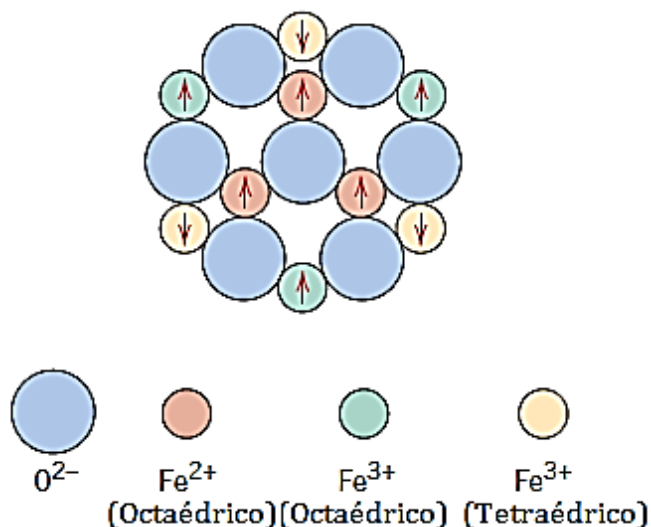 O²⁻ Fe²⁺ Fe³⁺ Fe³⁺
(Octaédrico) (Octaédrico) (Tetraédrico)